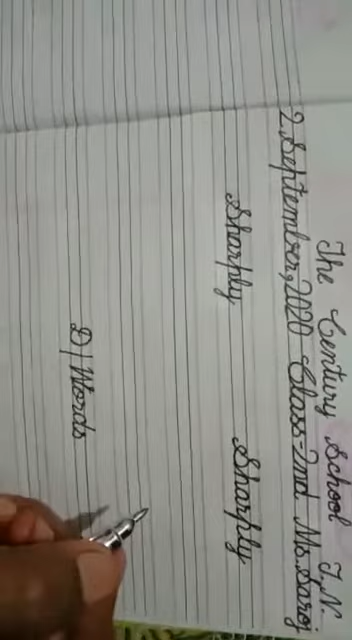 The Century School T.N.
2, September, 2020 Class-2nd Ms. Saroj
Sharply Sharply
D/Words